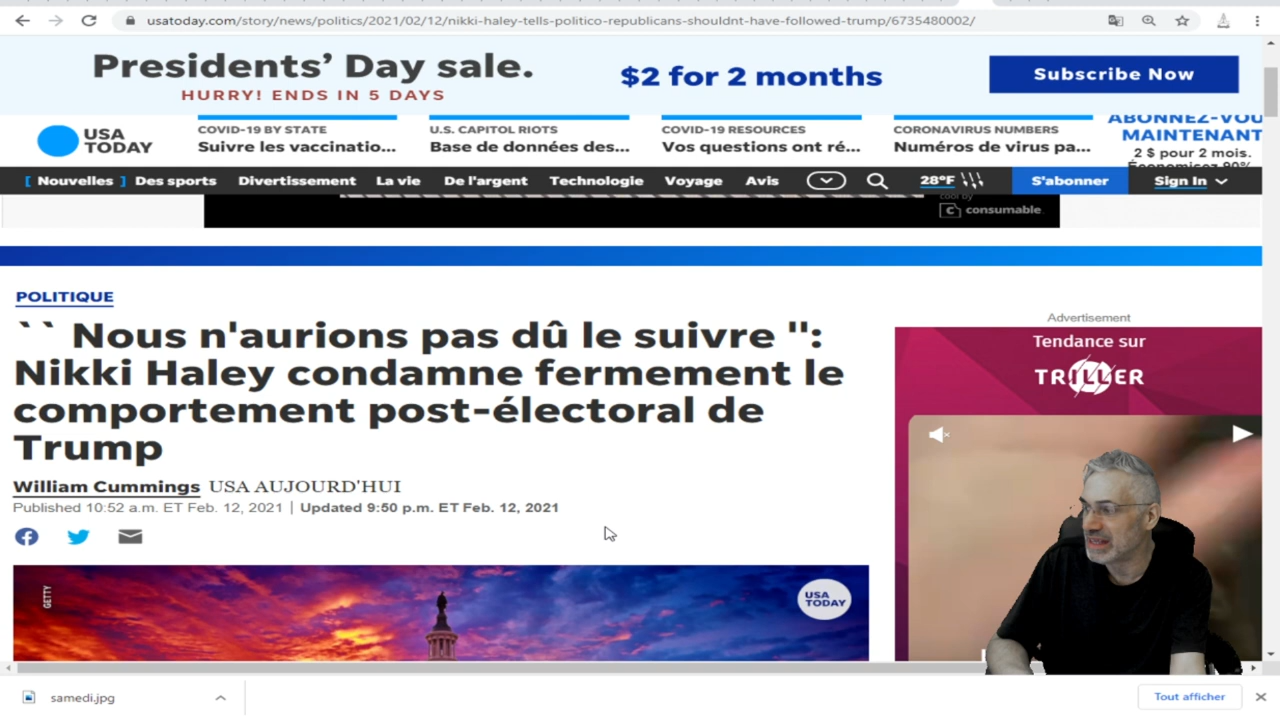 usatoday.com/story/news/politics/2021/02/12/nikki-haley-tells-politico-republicans-shouldnt-have-followed-trump/6735480002/
Presidents' Day sale.
HURRY! ENDS IN 5 DAYS
$2 for 2 months
Subscribe Now
USA
TODAY
COVID-19 BY STATE
Suivre les vaccinatio...
U.S. CAPITOL RIOTS
Base de données des...
COVID-19 RESOURCES
Vos questions ont ré...
CORONAVIRUS NUMBERS
Numéros de virus pa...
ABONNEZ-VOU
MAINTENANT
2 $ pour 2 mois.
Économisez 90%
[ Nouvelles ] Des sports Divertissement La vie De l'argent Technologie Voyage Avis 28°F S'abonner Sign In
cool by
consumable.
POLITIQUE
`` Nous n'aurions pas dû le suivre '':
Nikki Haley condamne fermement le
comportement post-électoral de
Trump
William Cummings USA AUJOURD'HUI
Published 10:52 a.m. ET Feb. 12, 2021 | Updated 9:50 p.m. ET Feb. 12, 2021
GETTY
USA
TODAY
Advertisement
Tendance sur
TRILLER
samedi.jpg
Tout afficher